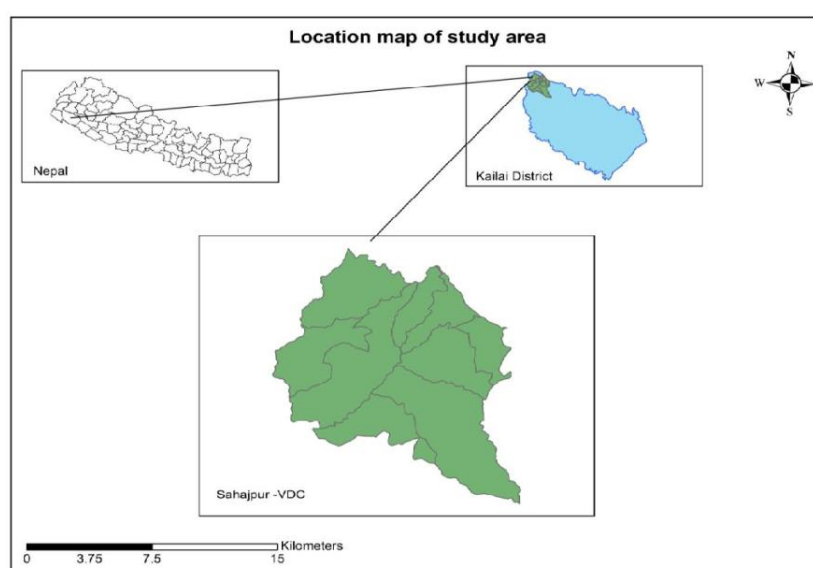 Location map of study area
N
W E
S
Nepal
Kailai District
Sahajpur -VDC
Kilometers
0 3.75 7.5 15